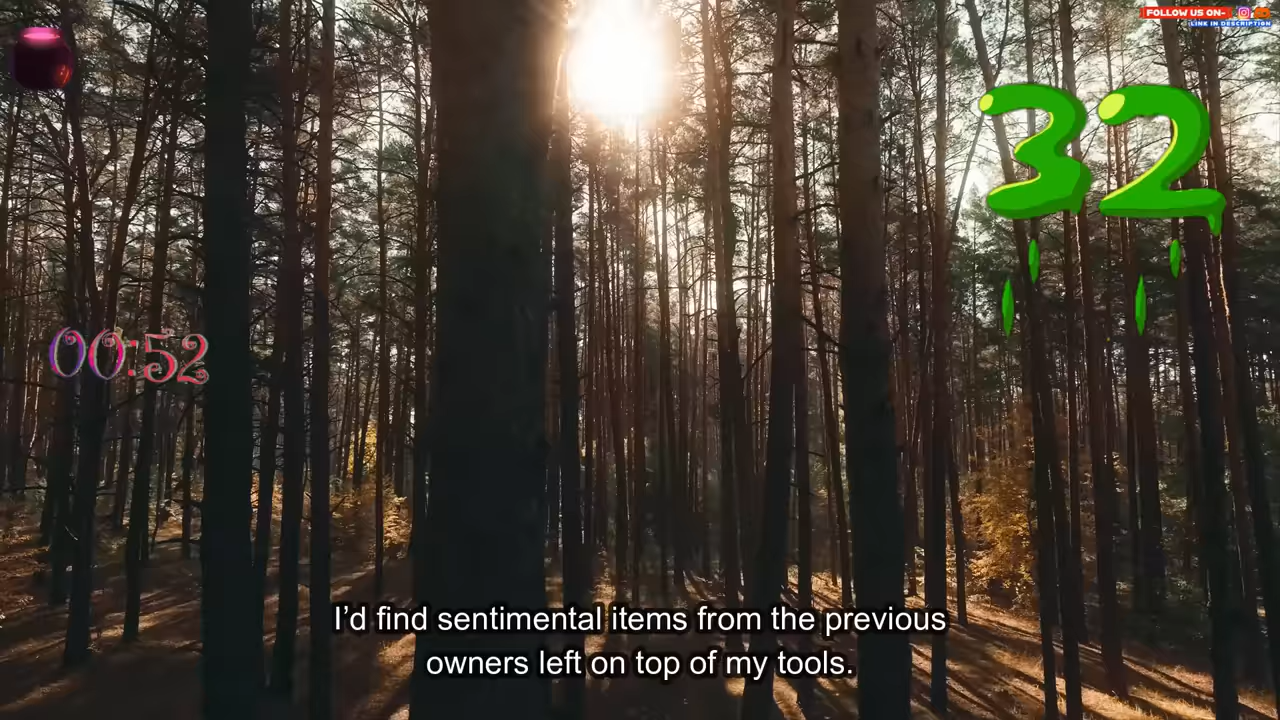 FOLLOW US ON-
LINK IN DESCRIPTION
32
00:52
I'd find sentimental items from the previous
owners left on top of my tools.